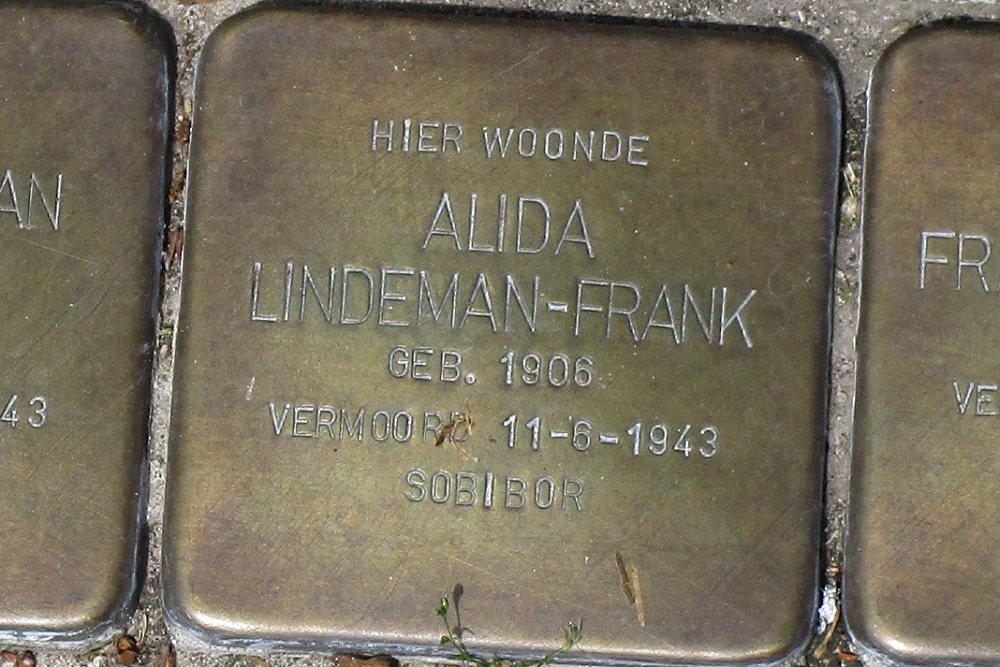 HIER WOONDE
ALIDA
LINDEMAN-FRANK
GEB. 1906
VERMOORD 11-6-1943
SOBIBOR